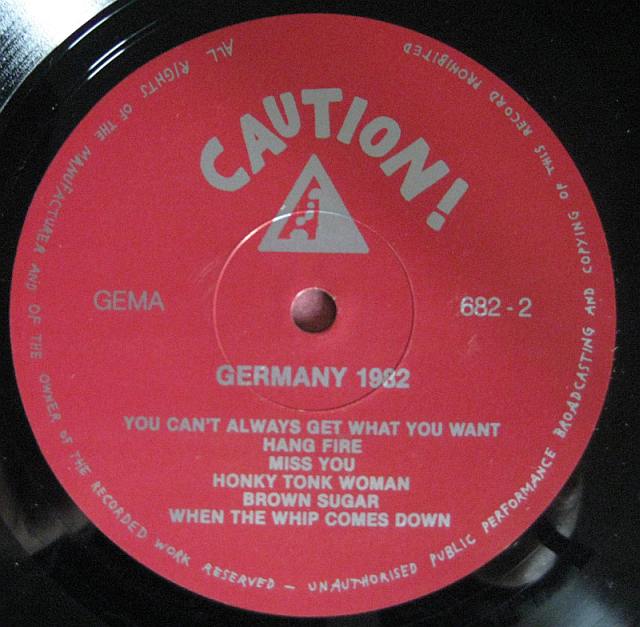 CAUTION!
GEMA
682-2
GERMANY 1982
YOU CAN'T ALWAYS GET WHAT YOU WANT
HANG FIRE
MISS YOU
HONKY TONK WOMAN
BROWN SUGAR
WHEN THE WHIP COMES DOWN
ALL RIGHTS OF THE MANUFACTURER AND OF THE OWNER OF THE RECORDED WORK RESERVED – UNAUTHORISED PUBLIC PERFORMANCE BROADCASTING AND COPYING OF THIS RECORD PROHIBITED